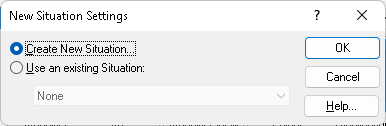 New Situation Settings
? ×
Create New Situation...
OK
Use an existing Situation:
Cancel
None
Help...